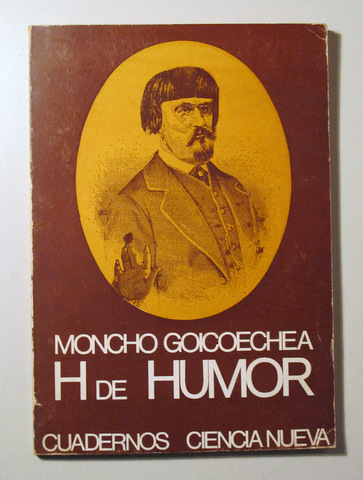 MONCHO GOICOECHEA
H DE HUMOR
CUADERNOS CIENCIA NUEVA